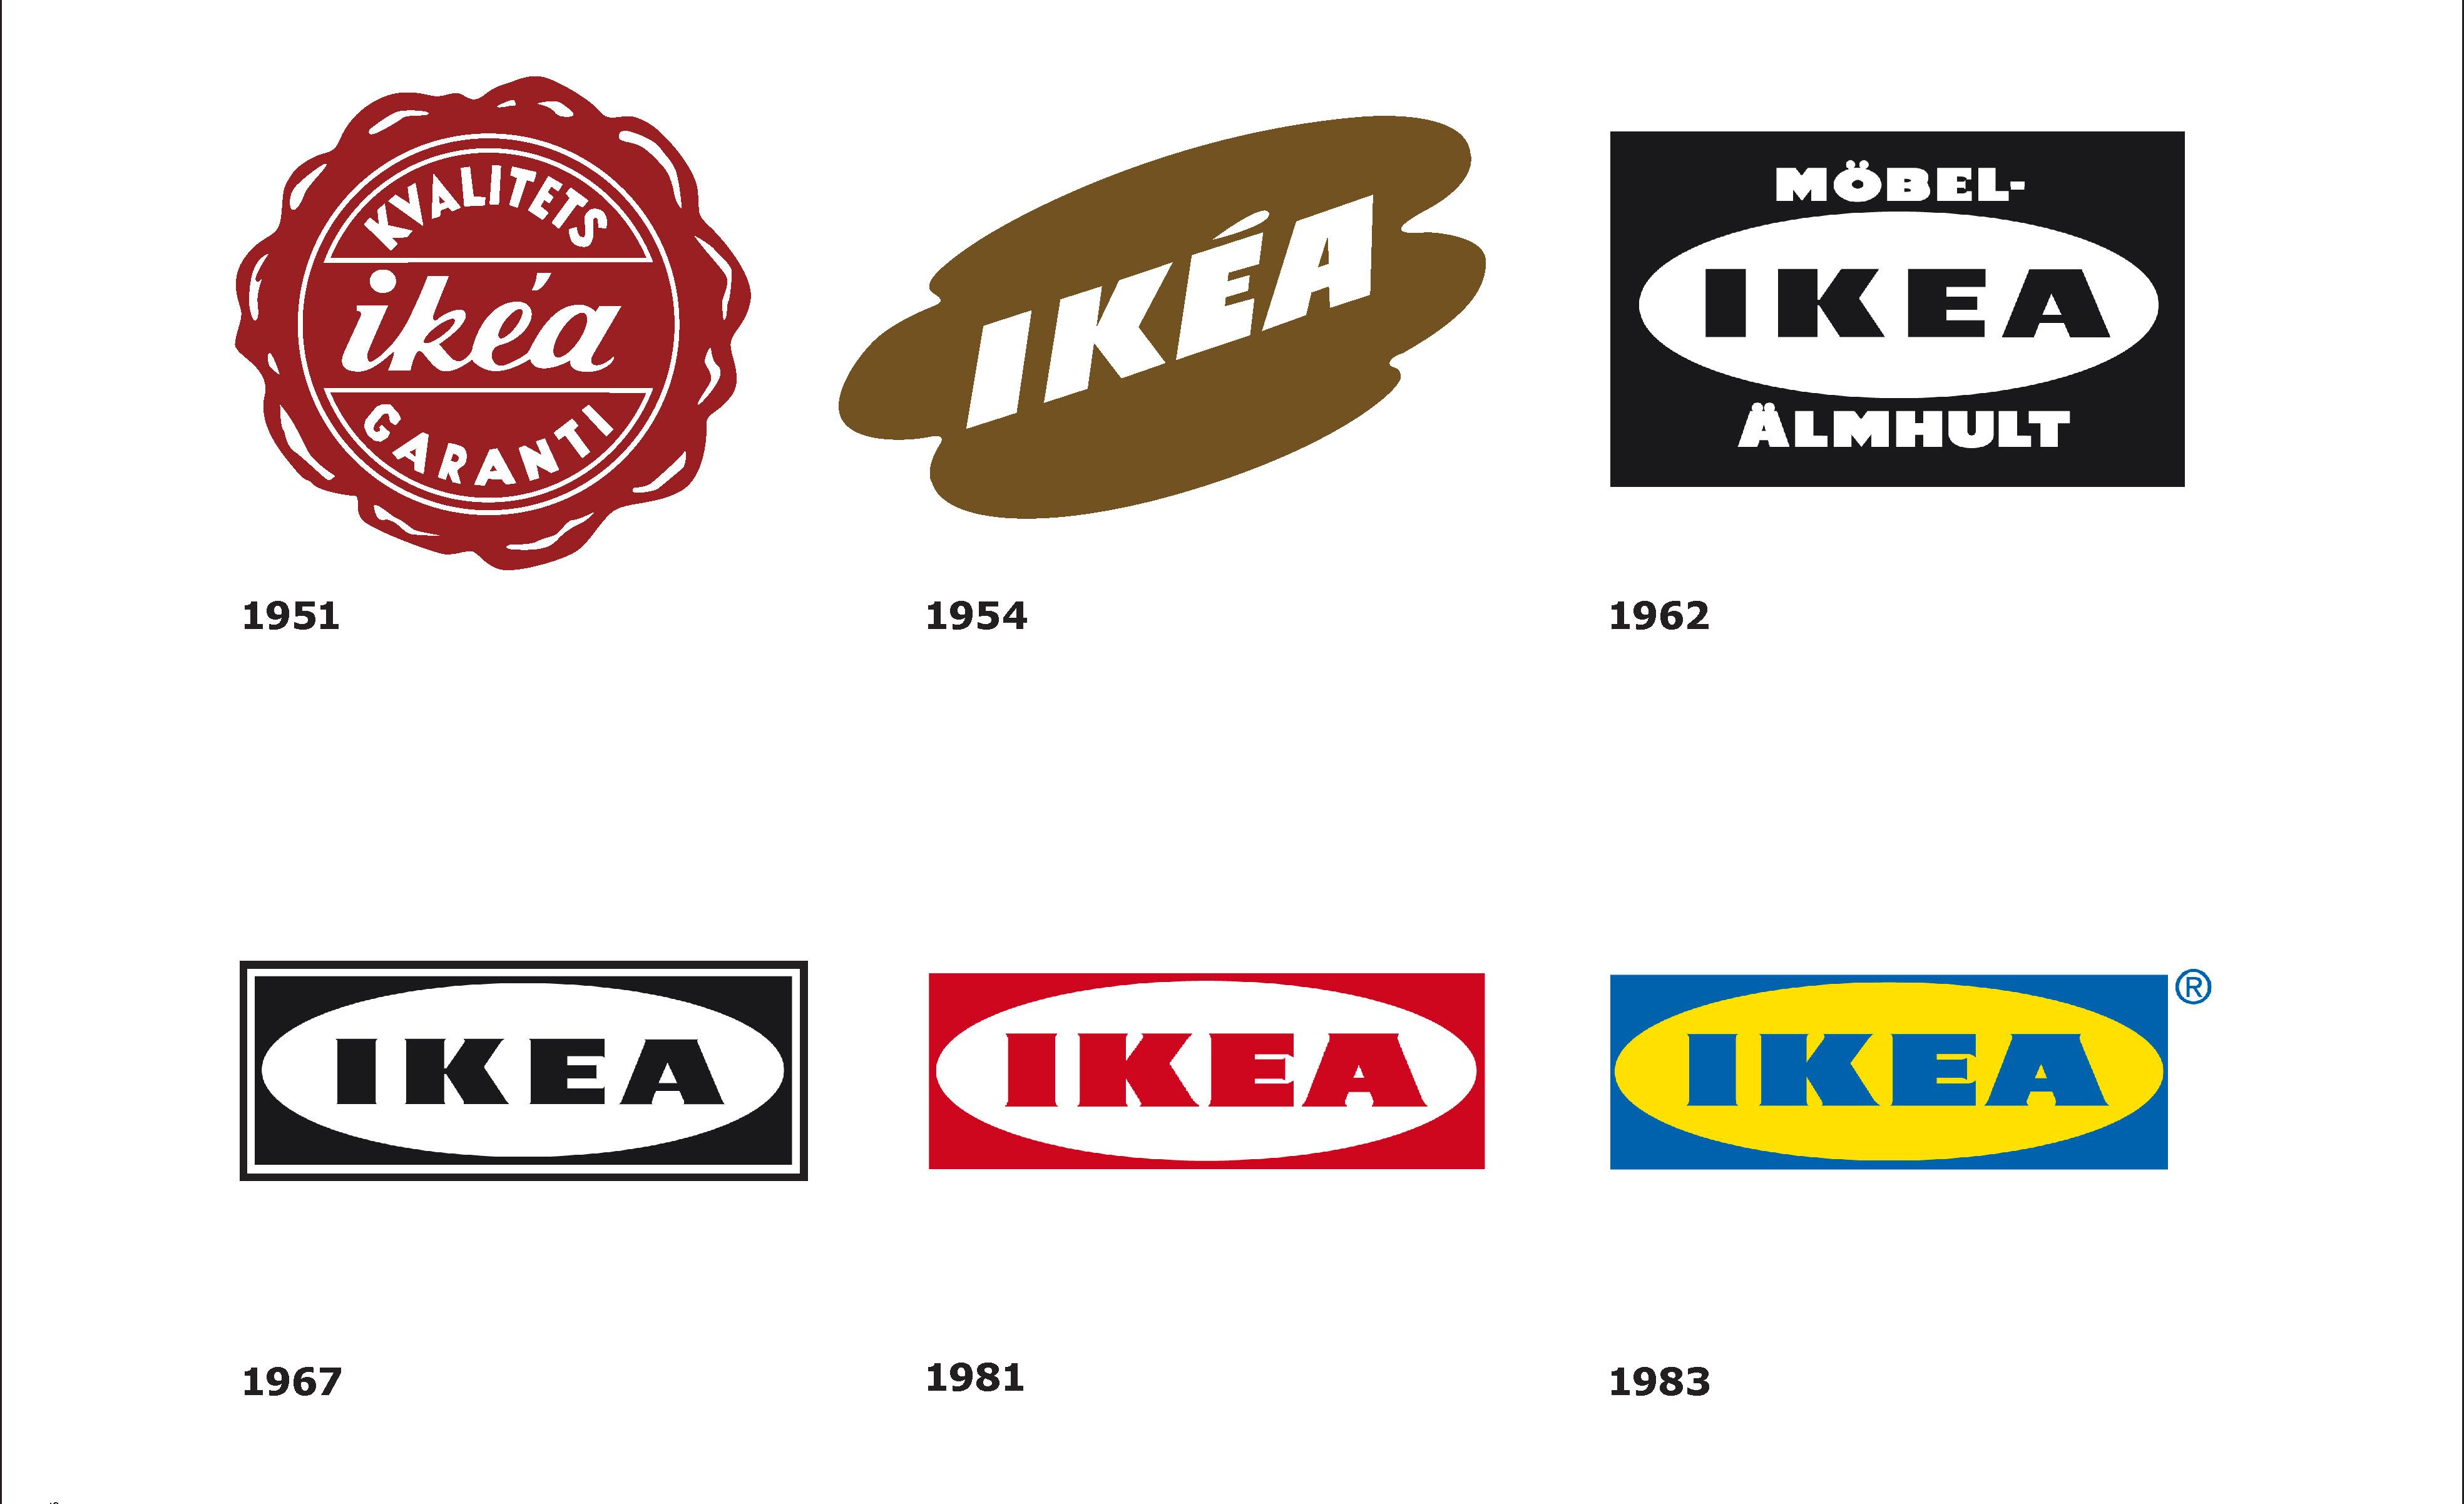 KVALITETS
ikéa
GARANTI
1951
IKÉA
1954
MÖBEL-
IKEA
ÄLMHULT
1962
IKEA
1967
IKEA
1981
IKEA ®
1983